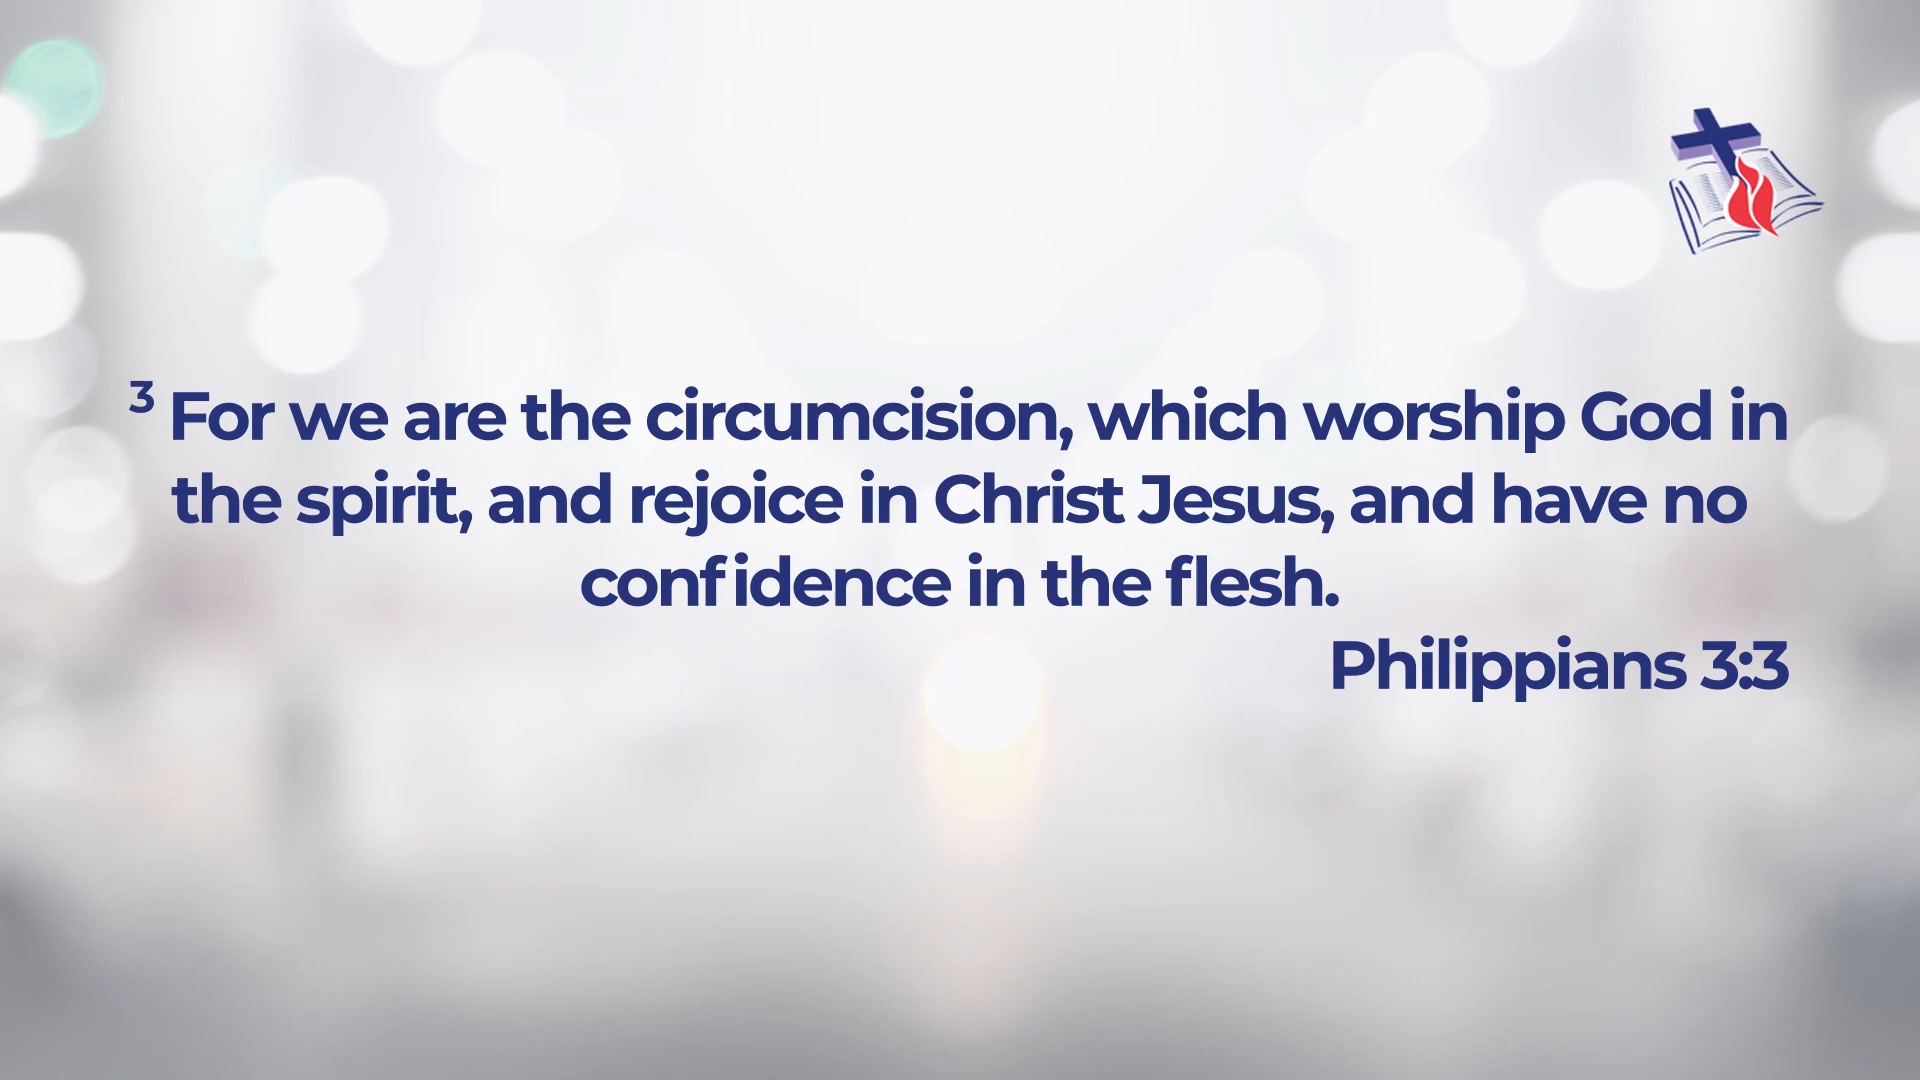 ³ For we are the circumcision, which worship God in
the spirit, and rejoice in Christ Jesus, and have no
confidence in the flesh.
Philippians 3:3